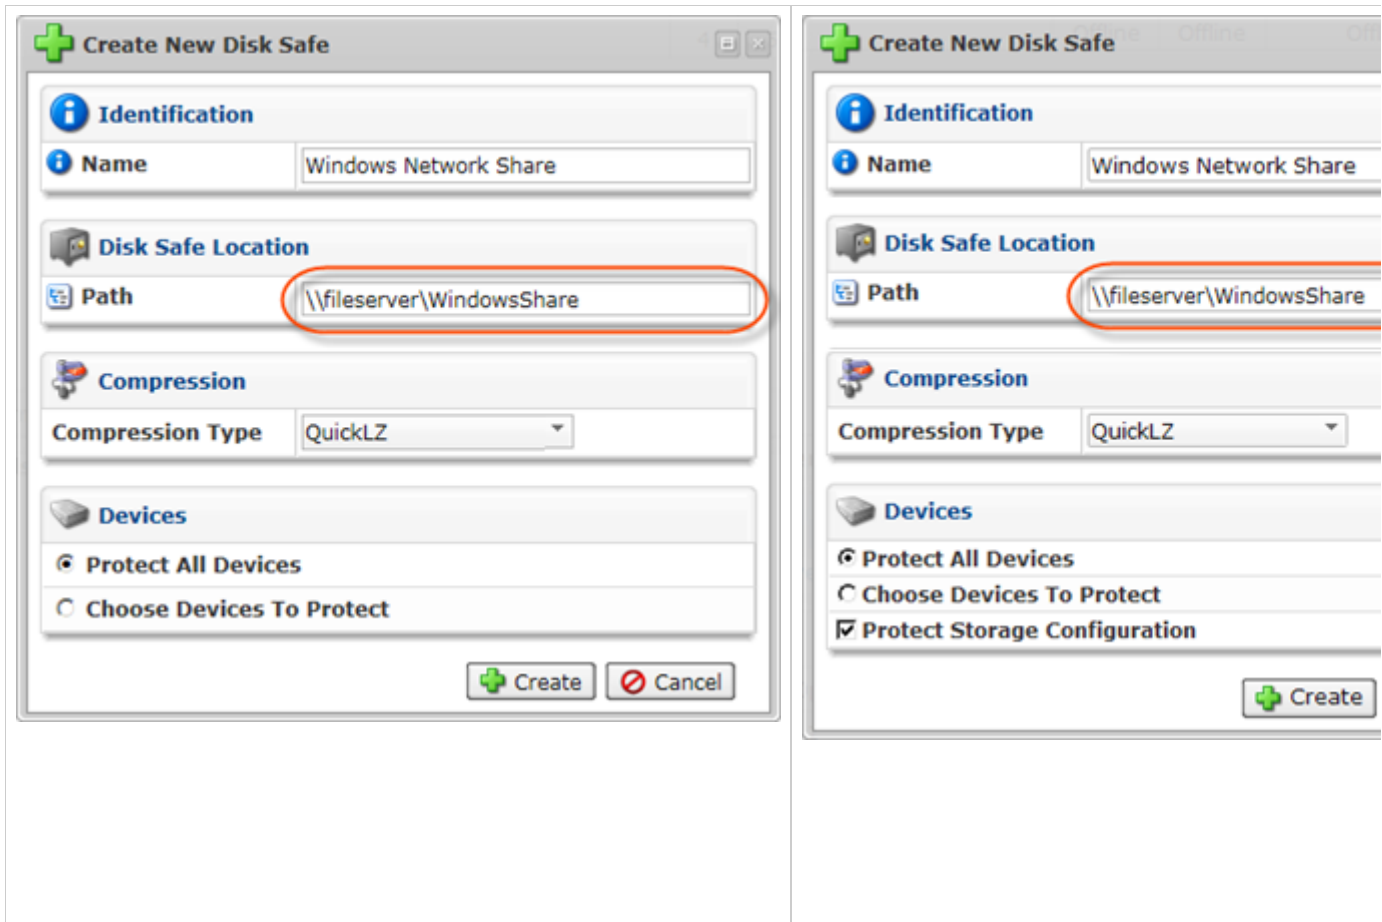 Create New Disk Safe
Identification
Name
Windows Network Share
Disk Safe Location
Path
\\fileserver\WindowsShare
Compression
Compression Type
QuickLZ
Devices
Protect All Devices
Choose Devices To Protect
Create
Cancel
Create New Disk Safe
Offline
Identification
Name
Windows Network Share
Disk Safe Location
Path
\\fileserver\WindowsShare
Compression
Compression Type
QuickLZ
Devices
Protect All Devices
Choose Devices To Protect
Protect Storage Configuration
Create